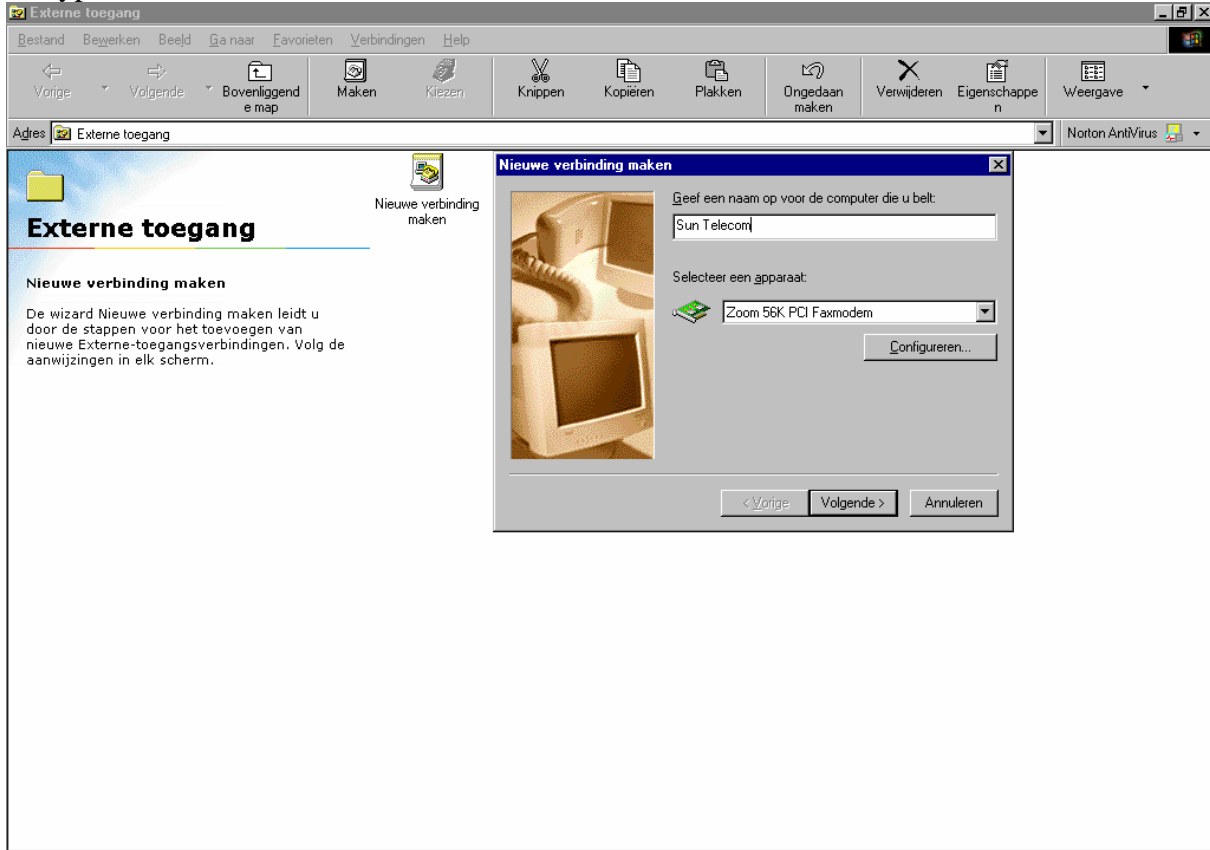 Externe toegang
Bestand Bewerken Beeld Ga naar Favorieten Verbindingen Help
Vorige Volgende Bovenliggend
e map Maken Kiezen Knippen Kopiëren Plakken Ongedaan
maken Verwijderen Eigenschappe
n Weergave
Adres Externe toegang Norton AntiVirus
Externe toegang
Nieuwe verbinding maken
De wizard Nieuwe verbinding maken leidt u
door de stappen voor het toevoegen van
nieuwe Externe-toegangsverbindingen. Volg de
aanwijzingen in elk scherm.
Nieuwe verbinding
maken
Nieuwe verbinding maken
Geef een naam op voor de computer die u belt:
Sun Telecom
Selecteer een apparaat:
Zoom 56K PCI Faxmodem
Configureren...
< Vorige Volgende > Annuleren